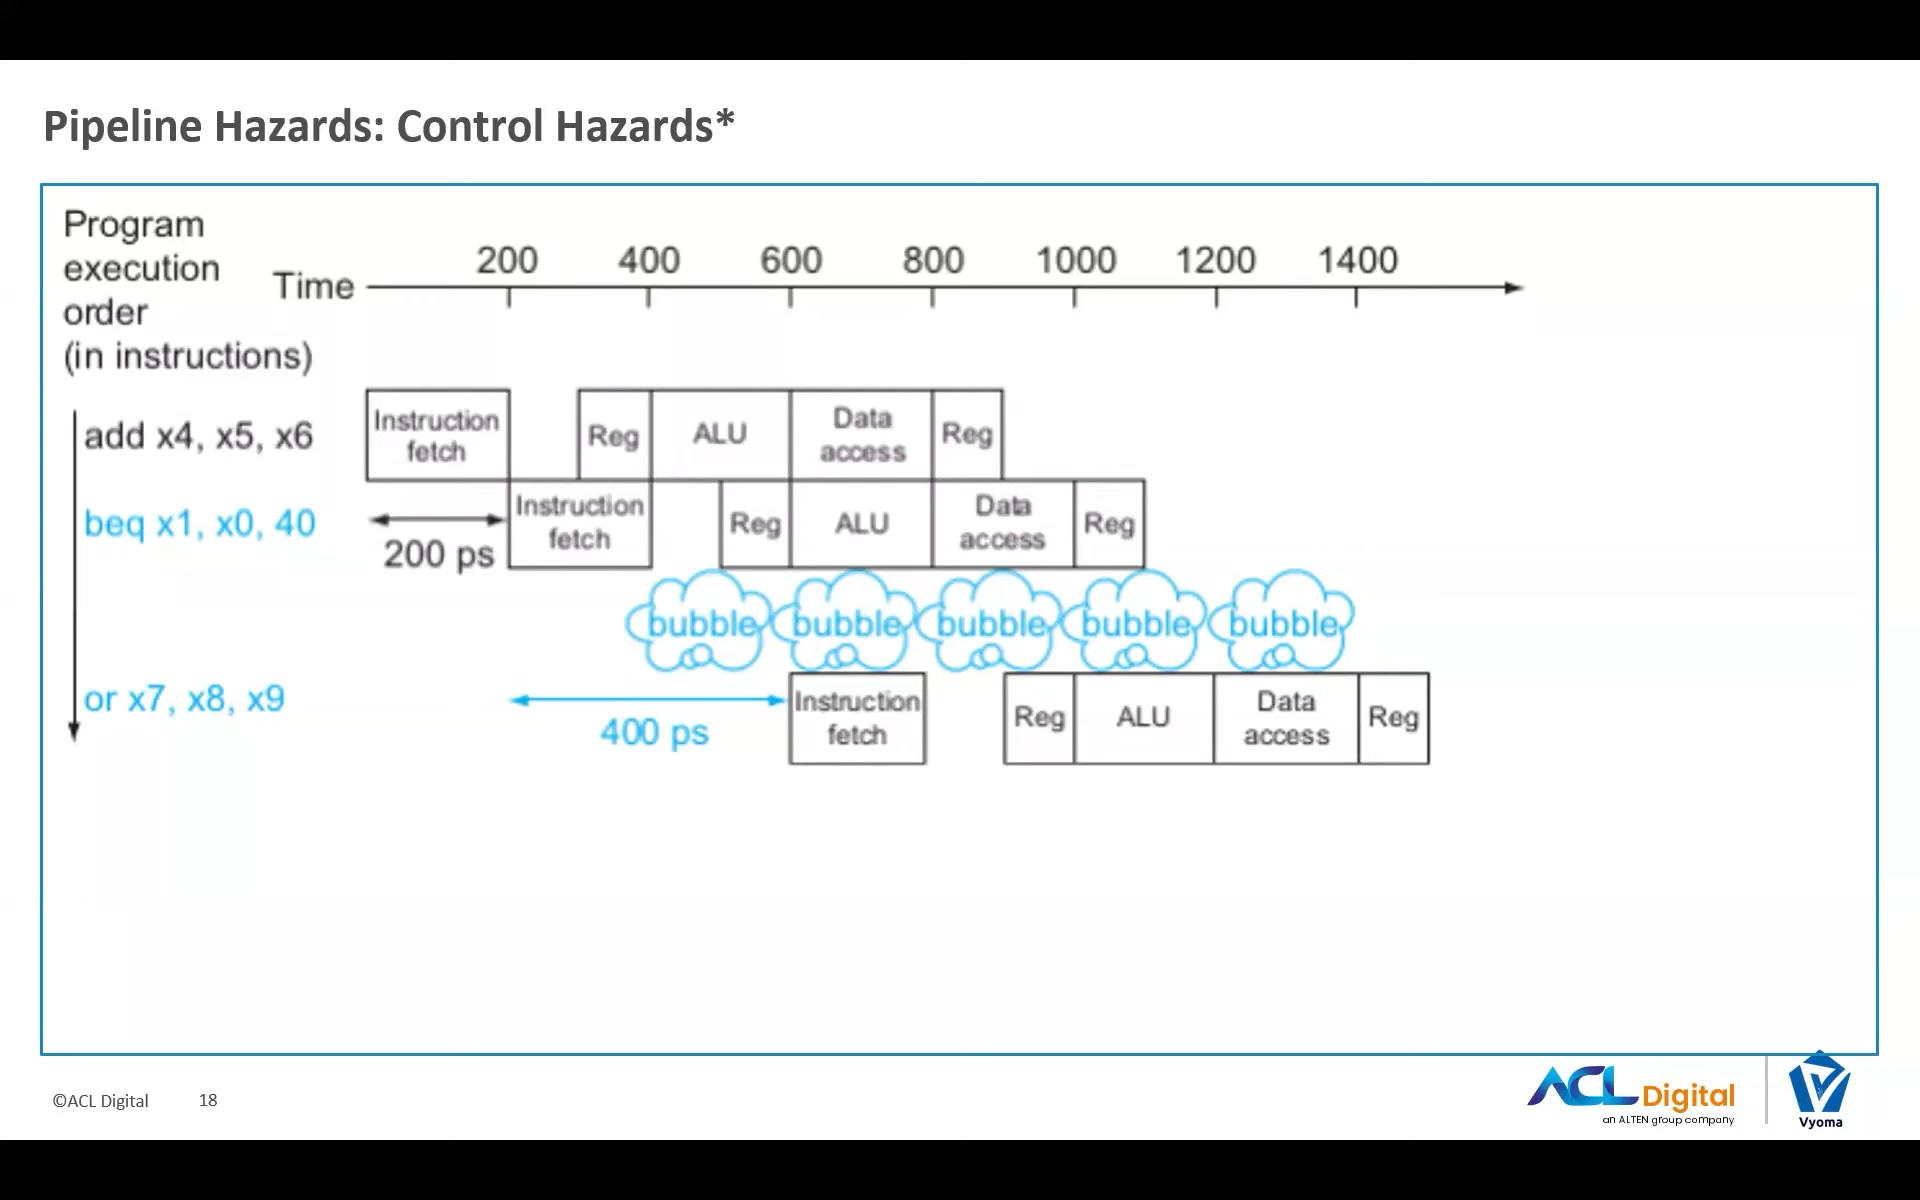 Pipeline Hazards: Control Hazards*
Program
execution
order
(in instructions)
Time
200 400 600 800 1000 1200 1400
add x4, x5, x6
Instruction
fetch
Reg
ALU
Data
access
Reg
beq x1, x0, 40
200 ps
Instruction
fetch
Reg
ALU
Data
access
Reg
bubble bubble bubble bubble bubble
or x7, x8, x9
400 ps
Instruction
fetch
Reg
ALU
Data
access
Reg
©ACL Digital 18
ACL Digital
an ALTEN group company
Vyoma